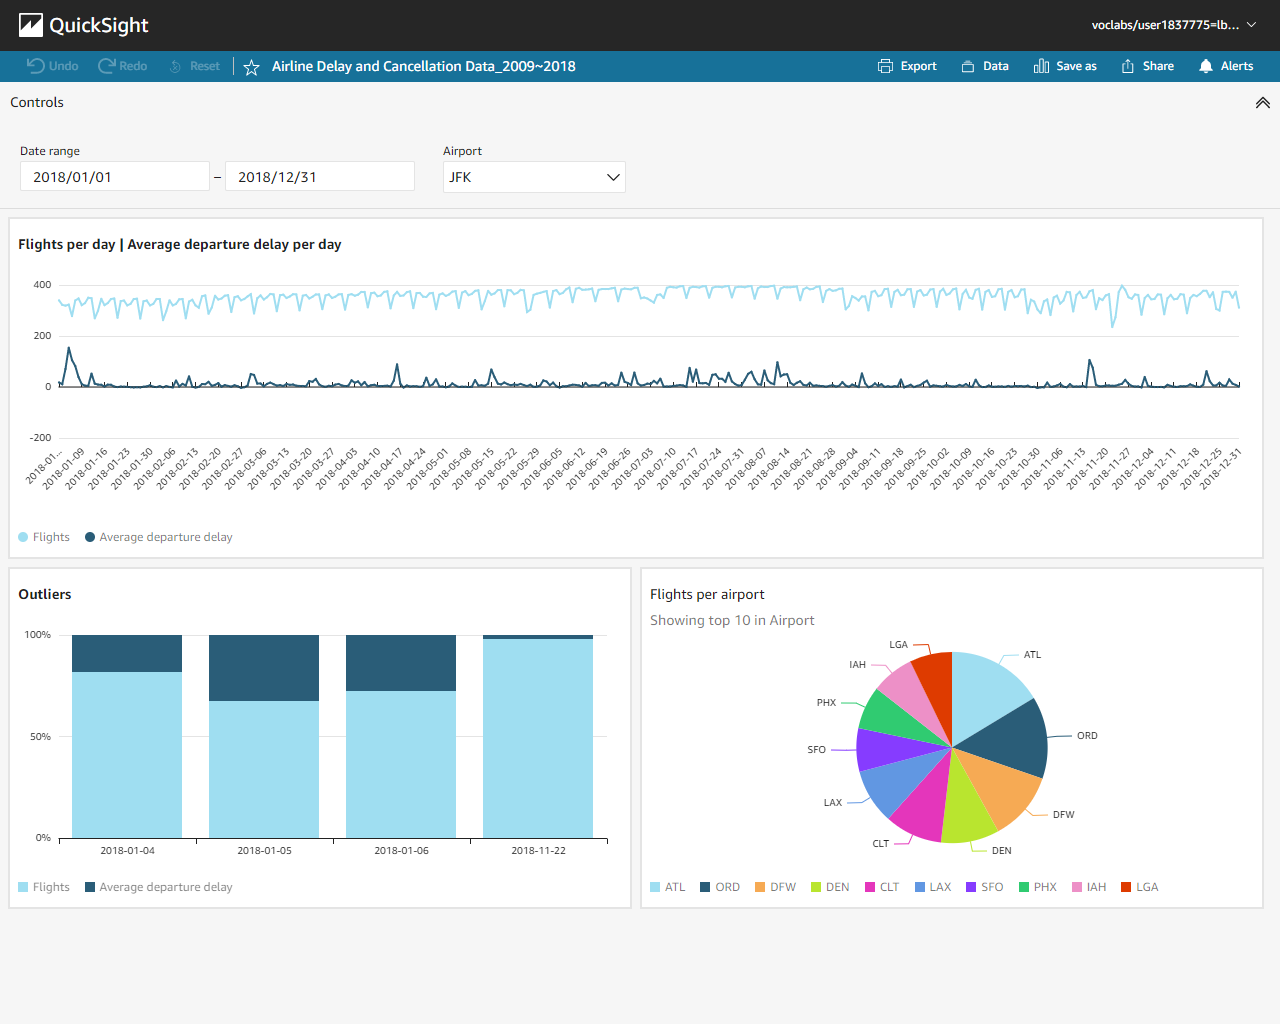 QuickSight
voclabs/user1837775=lb...
Undo
Redo
Reset
Airline Delay and Cancellation Data_2009~2018
Export
Data
Save as
Share
Alerts
Controls
Date range
Airport
2018/01/01
–
2018/12/31
JFK
Flights per day | Average departure delay per day
400
200
0
-200
2018-01...
2018-01-09
2018-01-16
2018-01-23
2018-01-30
2018-02-06
2018-02-13
2018-02-20
2018-02-27
2018-03-06
2018-03-13
2018-03-20
2018-03-27
2018-04-03
2018-04-10
2018-04-17
2018-04-24
2018-05-01
2018-05-08
2018-05-15
2018-05-22
2018-05-29
2018-06-05
2018-06-12
2018-06-19
2018-06-26
2018-07-03
2018-07-10
2018-07-17
2018-07-24
2018-07-31
2018-08-07
2018-08-14
2018-08-21
2018-08-28
2018-09-04
2018-09-11
2018-09-18
2018-09-25
2018-10-02
2018-10-09
2018-10-16
2018-10-23
2018-10-30
2018-11-06
2018-11-13
2018-11-20
2018-11-27
2018-12-04
2018-12-11
2018-12-18
2018-12-25
2018-12-31
Flights
Average departure delay
Outliers
100%
50%
0%
2018-01-04
2018-01-05
2018-01-06
2018-11-22
Flights
Average departure delay
Flights per airport
Showing top 10 in Airport
LGA
ATL
IAH
PHX
ORD
SFO
LAX
DFW
CLT
DEN
ATL
ORD
DFW
DEN
CLT
LAX
SFO
PHX
IAH
LGA